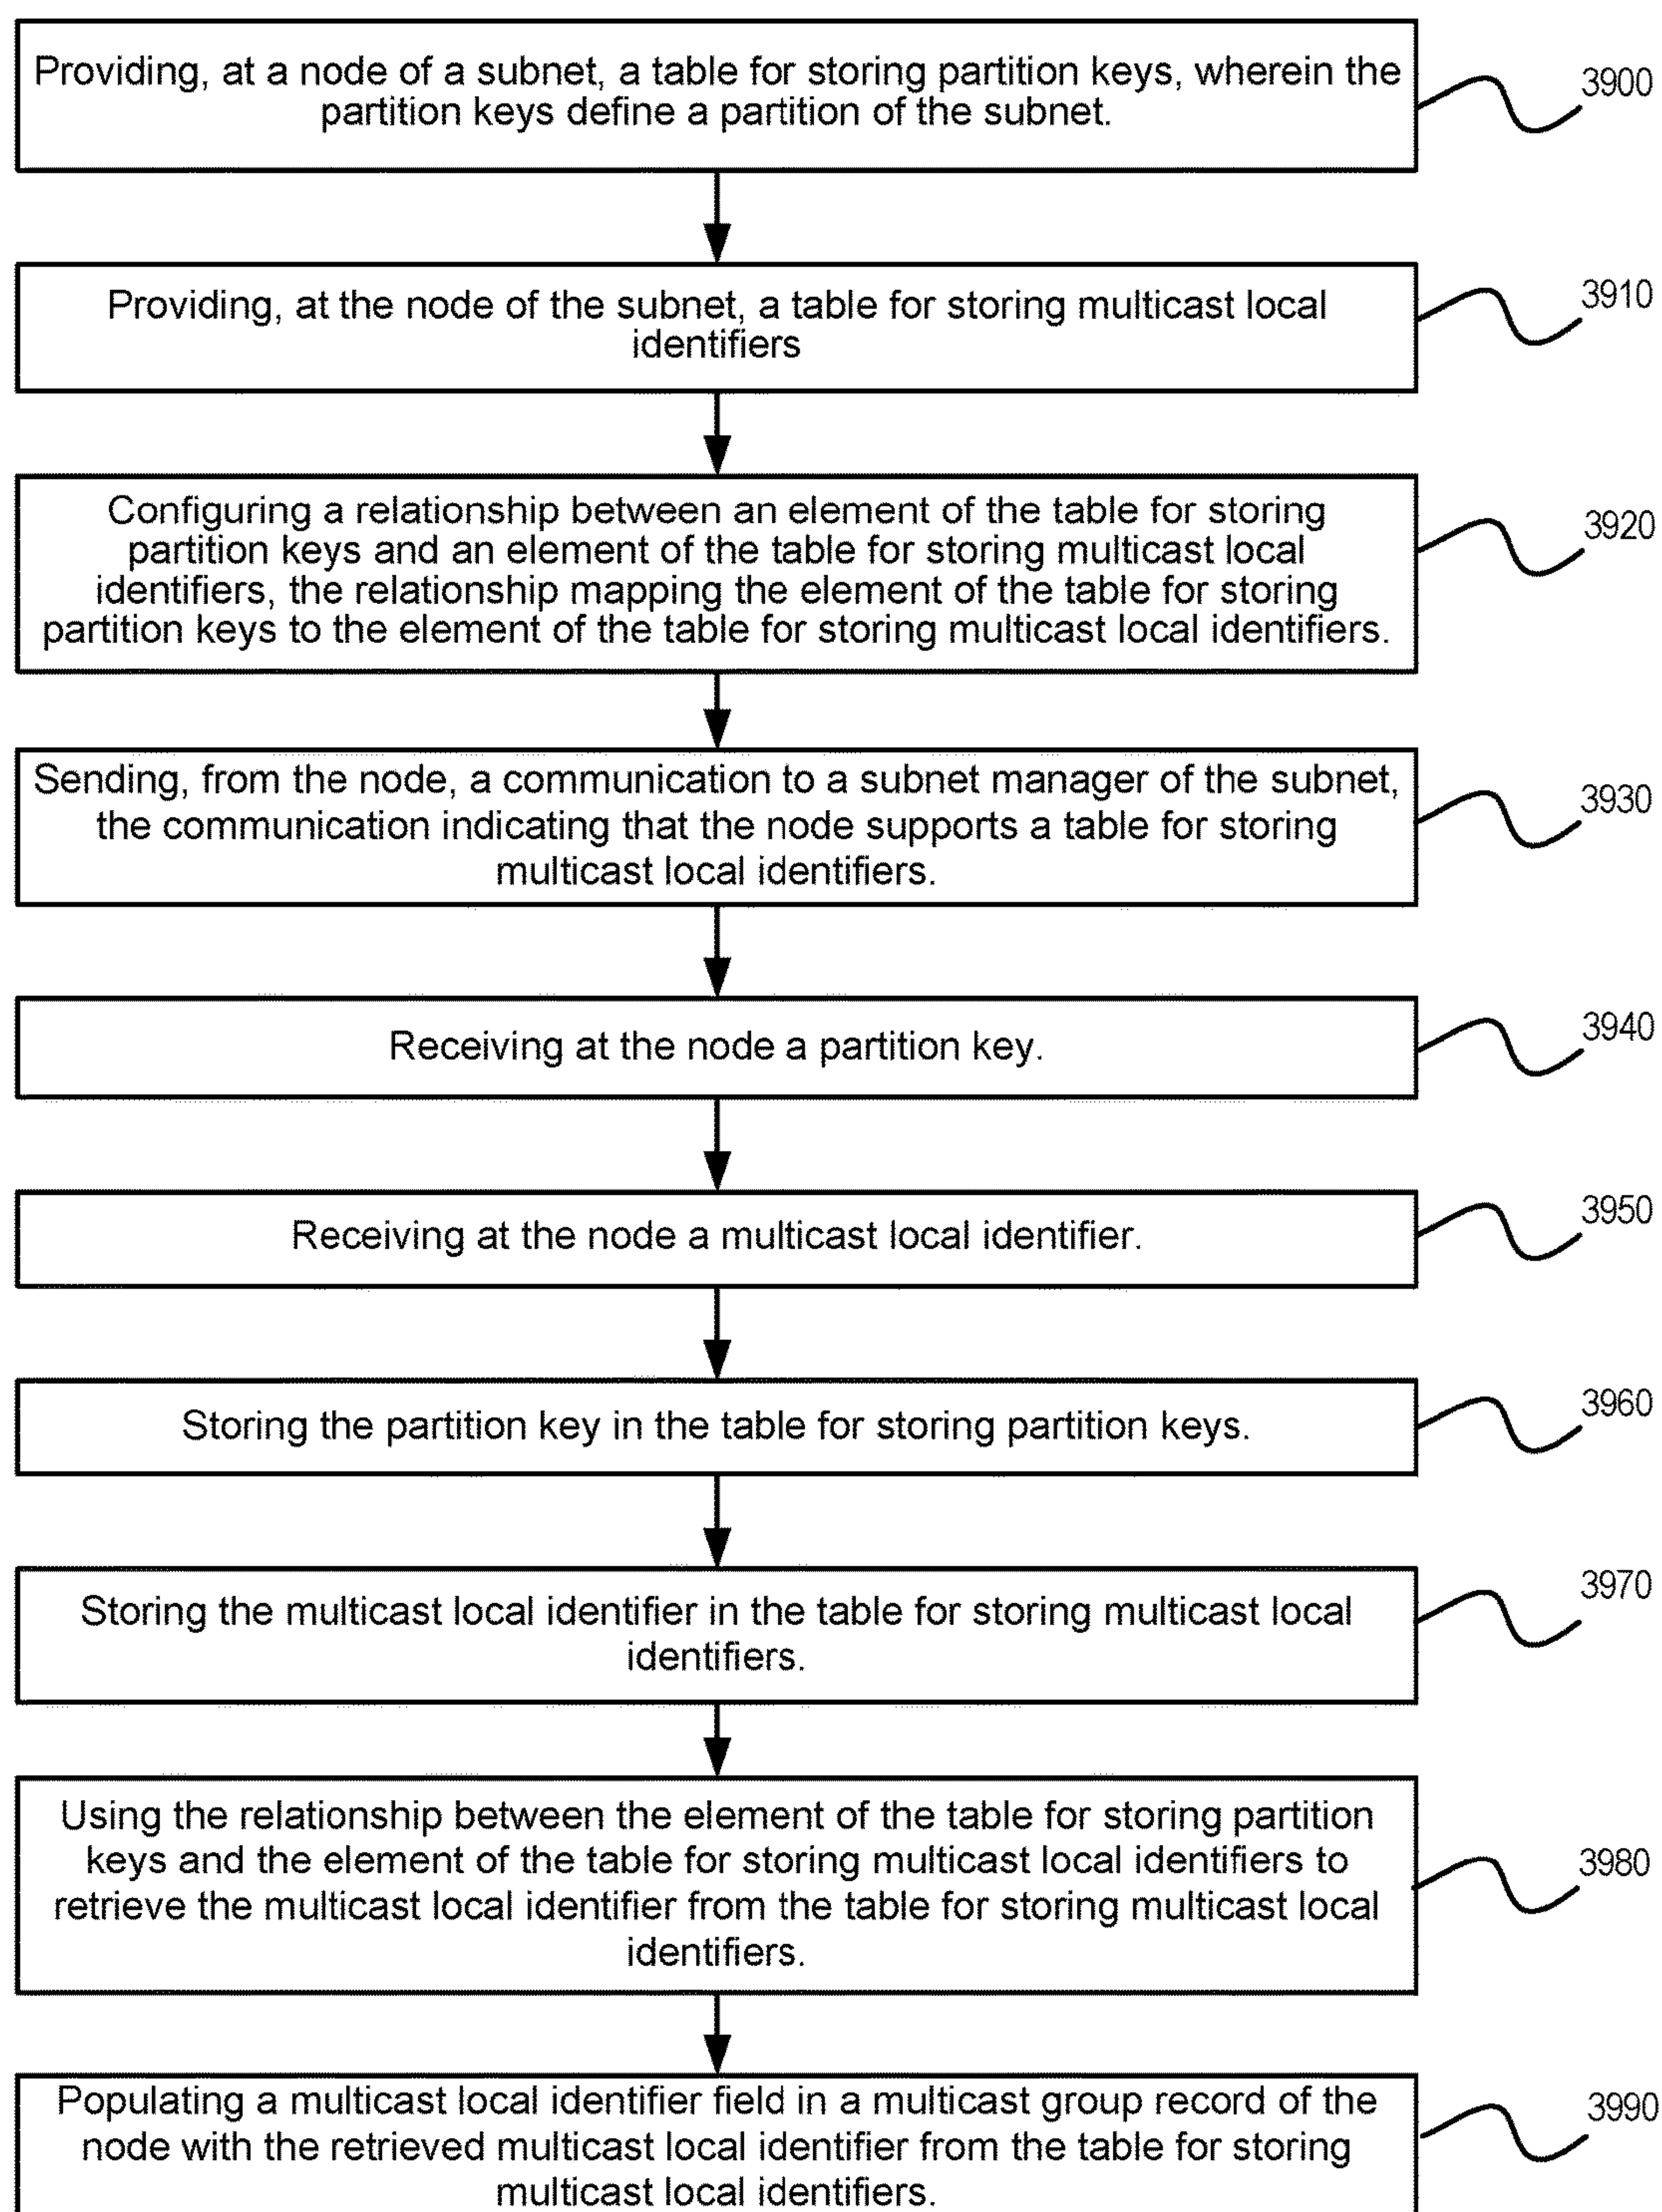 Providing, at a node of a subnet, a table for storing partition keys, wherein the
partition keys define a partition of the subnet.
3900
Providing, at the node of the subnet, a table for storing multicast local
identifiers
3910
Configuring a relationship between an element of the table for storing
partition keys and an element of the table for storing multicast local
identifiers, the relationship mapping the element of the table for storing
partition keys to the element of the table for storing multicast local identifiers.
3920
Sending, from the node, a communication to a subnet manager of the subnet,
the communication indicating that the node supports a table for storing
multicast local identifiers.
3930
Receiving at the node a partition key.
3940
Receiving at the node a multicast local identifier.
3950
Storing the partition key in the table for storing partition keys.
3960
Storing the multicast local identifier in the table for storing multicast local
identifiers.
3970
Using the relationship between the element of the table for storing partition
keys and the element of the table for storing multicast local identifiers to
retrieve the multicast local identifier from the table for storing multicast local
identifiers.
3980
Populating a multicast local identifier field in a multicast group record of the
node with the retrieved multicast local identifier from the table for storing
multicast local identifiers.
3990